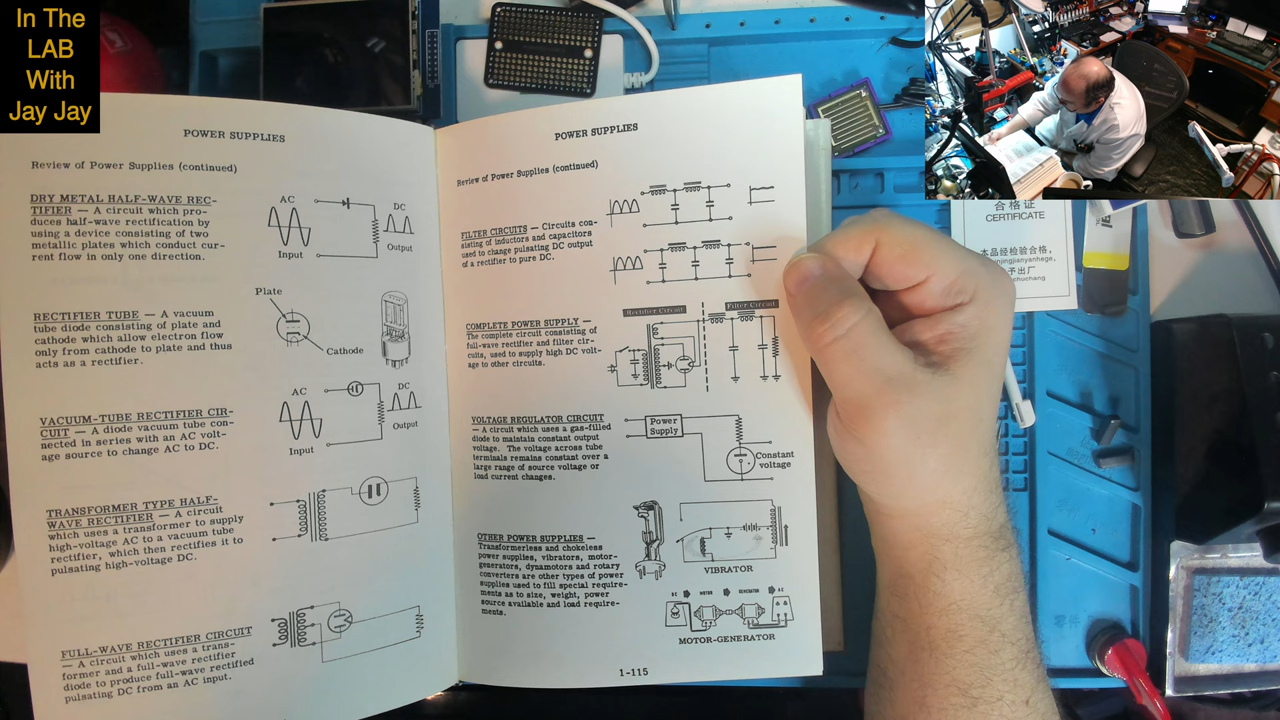 In The
LAB
With
Jay Jay
POWER SUPPLIES
Review of Power Supplies (continued)
DRY METAL HALF-WAVE REC-
TIFIER — A circuit which pro-
duces half-wave rectification by
using a device consisting of two
metallic plates which conduct cur-
rent flow in only one direction.
AC
Input
DC
Output
RECTIFIER TUBE — A vacuum
tube diode consisting of plate and
cathode which allow electron flow
only from cathode to plate and thus
acts as a rectifier.
Plate
Cathode
VACUUM-TUBE RECTIFIER CIR-
CUIT — A diode vacuum tube con-
nected in series with an AC volt-
age source to change AC to DC.
AC
Input
DC
Output
TRANSFORMER TYPE HALF-
WAVE RECTIFIER — A circuit
which uses a transformer to supply
high-voltage AC to a vacuum tube
rectifier, which then rectifies it to
pulsating high-voltage DC.
FULL-WAVE RECTIFIER CIRCUIT
— A circuit which uses a trans-
former and a full-wave rectifier
diode to produce full-wave rectified
pulsating DC from an AC input.
POWER SUPPLIES
Review of Power Supplies (continued)
FILTER CIRCUITS — Circuits con-
sisting of inductors and capacitors
used to change pulsating DC output
of a rectifier to pure DC.
COMPLETE POWER SUPPLY —
The complete circuit consisting of
full-wave rectifier and filter cir-
cuits, used to supply high DC volt-
age to other circuits.
Rectifier Circuit
Filter Circuit
VOLTAGE REGULATOR CIRCUIT
— A circuit which uses a gas-filled
diode to maintain constant output
voltage. The voltage across tube
terminals remains constant over a
large range of source voltage or
load current changes.
Power
Supply
Constant
voltage
OTHER POWER SUPPLIES —
Transformerless and chokeless
power supplies, vibrators, motor-
generators, dynamotors and rotary
converters are other types of power
supplies used to fill special require-
ments as to size, weight, power
source available and load require-
ments.
VIBRATOR
DC MOTOR GENERATOR AC
MOTOR-GENERATOR
1-115
合格证
CERTIFICATE
本品经检验合格，
予出厂
chuchang
零件